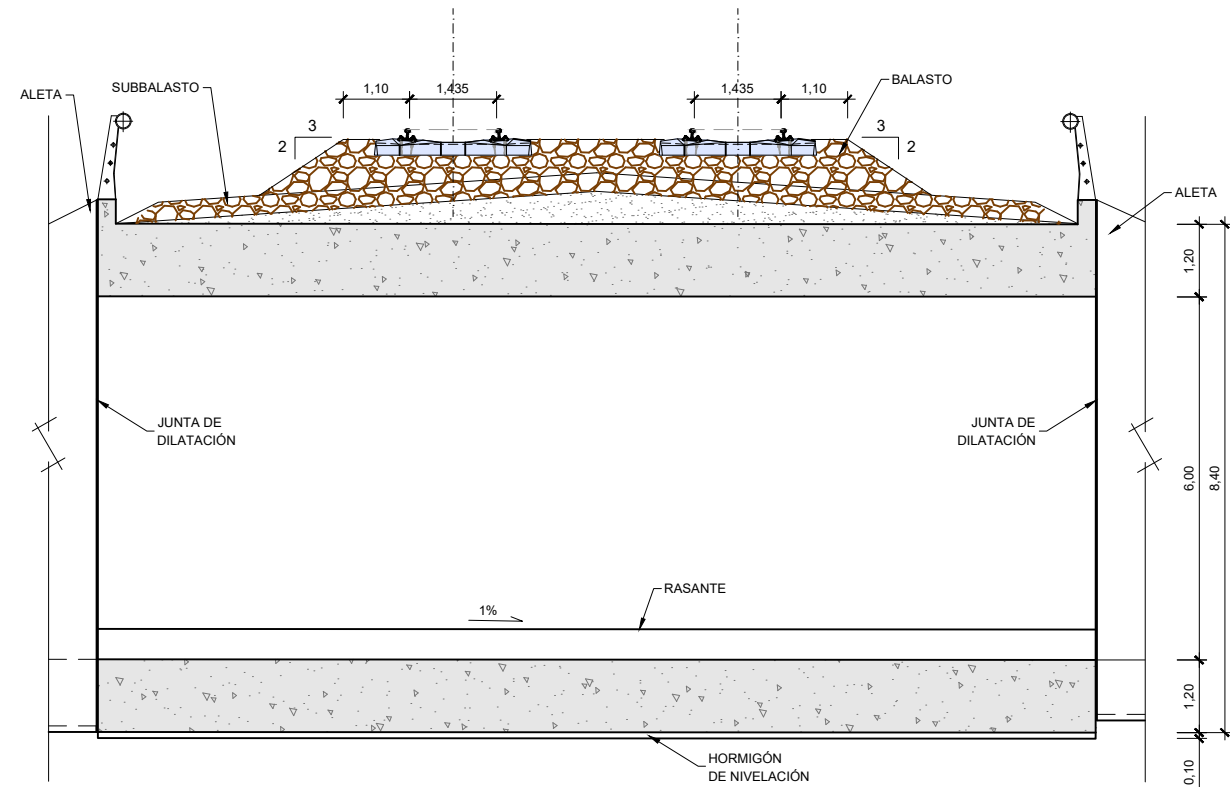 1,10
1,435
1,435
1,10
SUBBALASTO
BALASTO
ALETA
3
2
3
2
ALETA
1,20
JUNTA DE
DILATACIÓN
JUNTA DE
DILATACIÓN
6,00
8,40
RASANTE
1%
1,20
HORMIGÓN
DE NIVELACIÓN
0,10